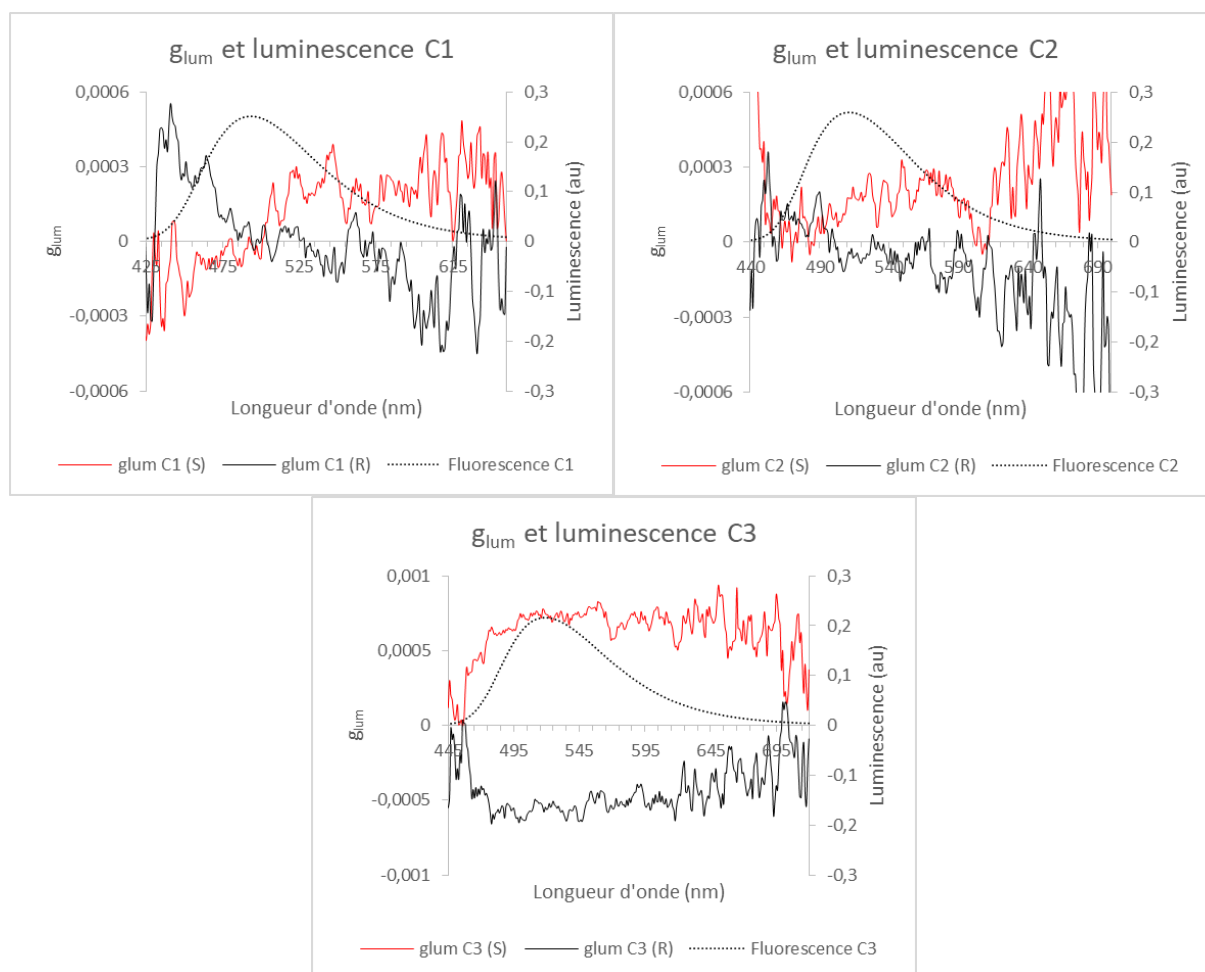 g_lum et luminescence C1
0,0006
0,0003
0
-0,0003
-0,0006
g_lum
425 475 525 575 625
0,3
0,2
0,1
0
-0,1
-0,2
-0,3
Luminescence (au)
Longueur d'onde (nm)
glum C1 (S) glum C1 (R) Fluorescence C1
g_lum et luminescence C2
0,0006
0,0003
0
-0,0003
-0,0006
g_lum
440 490 540 590 640 690
0,3
0,2
0,1
0
-0,1
-0,2
-0,3
Luminescence (au)
Longueur d'onde (nm)
glum C2 (S) glum C2 (R) Fluorescence C2
g_lum et luminescence C3
0,001
0,0005
0
-0,0005
-0,001
g_lum
445 495 545 595 645 695
0,3
0,2
0,1
0
-0,1
-0,2
-0,3
Luminescence (au)
Longueur d'onde (nm)
glum C3 (S) glum C3 (R) Fluorescence C3